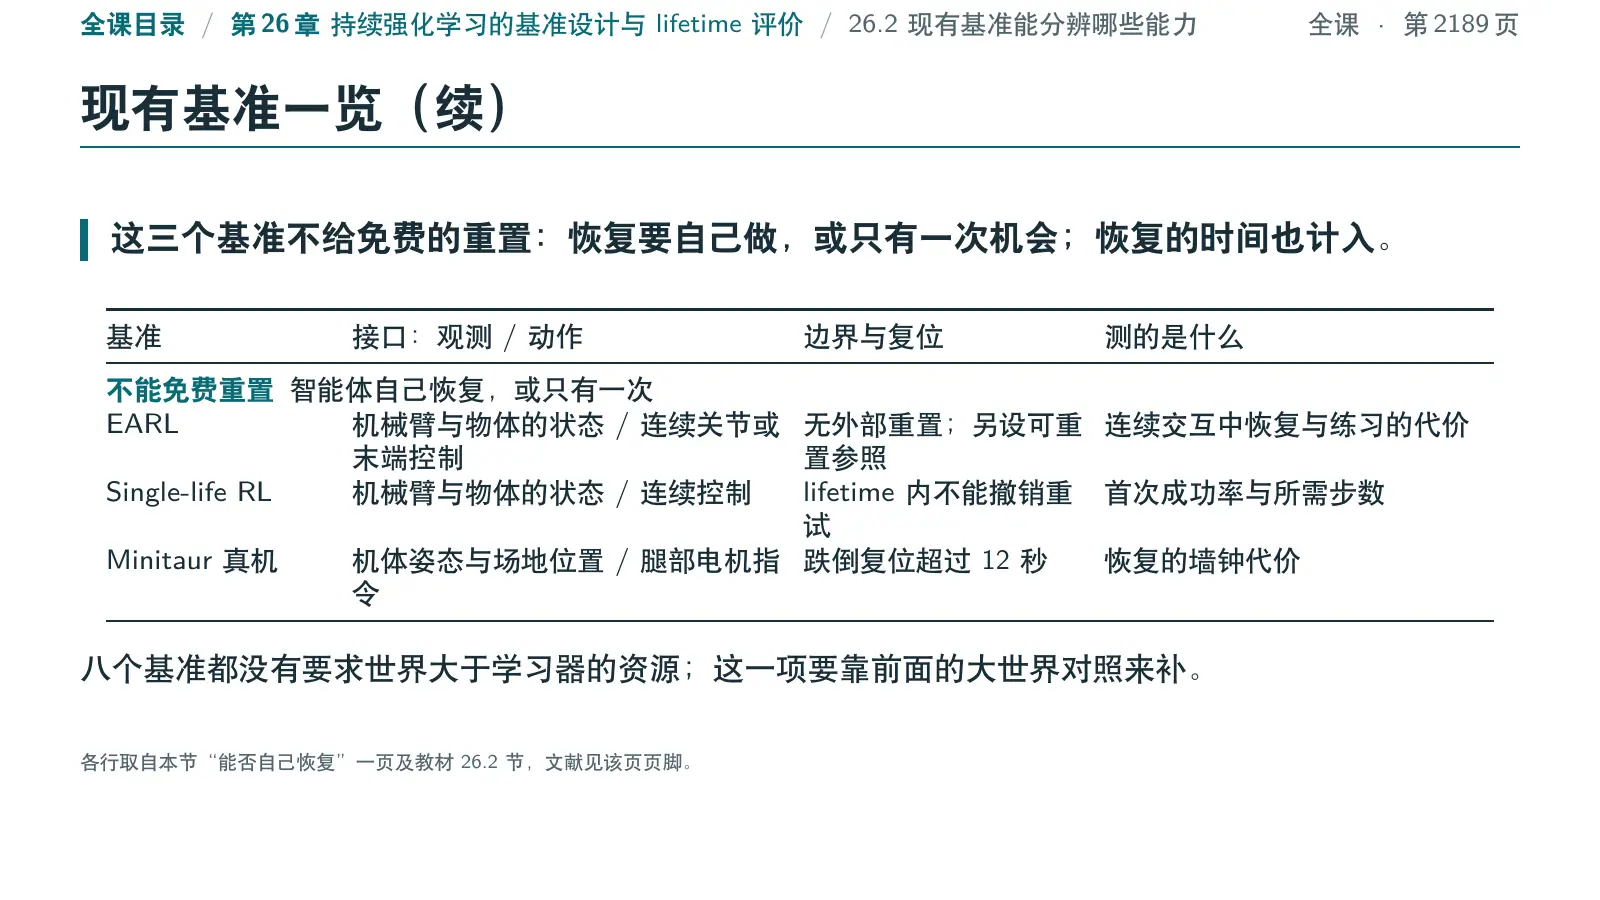 全课目录 / 第 26 章 持续强化学习的基准设计与 lifetime 评价 / 26.2 现有基准能分辨哪些能力 全课 · 第 2189 页
现有基准一览（续）
这三个基准不给免费的重置：恢复要自己做，或只有一次机会；恢复的时间也计入。
基准 接口：观测 / 动作 边界与复位 测的是什么
不能免费重置 智能体自己恢复，或只有一次
EARL 机械臂与物体的状态 / 连续关节或 无外部重置；另设可重 连续交互中恢复与练习的代价
末端控制 置参照
Single-life RL 机械臂与物体的状态 / 连续控制 lifetime 内不能撤销重 首次成功率与所需步数
试
Minitaur 真机 机体姿态与场地位置 / 腿部电机指 跌倒复位超过 12 秒 恢复的墙钟代价
令
八个基准都没有要求世界大于学习器的资源；这一项要靠前面的大世界对照来补。
各行取自本节“能否自己恢复”一页及教材 26.2 节，文献见该页页脚。